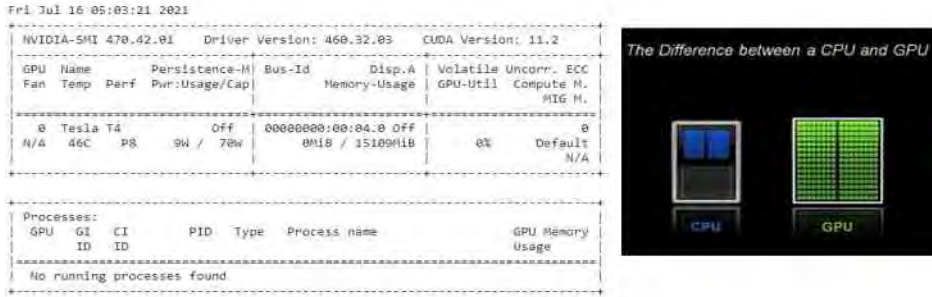 Fri Jul 16 05:03:21 2021
NVIDIA-SMI 470.42.01 Driver Version: 460.32.03 CUDA Version: 11.2
GPU Name Persistence-M| Bus-Id Disp.A | Volatile Uncorr. ECC
Fan Temp Perf Pwr:Usage/Cap| Memory-Usage | GPU-Util Compute M.
MIG M.
0 Tesla T4 Off | 00000000:00:04.0 Off | 0
N/A 46C P8 9W / 70W | 0MiB / 15109MiB | 0% Default
N/A
Processes:
GPU GI CI PID Type Process name GPU Memory
ID ID Usage
No running processes found
The Difference between a CPU and GPU
CPU GPU